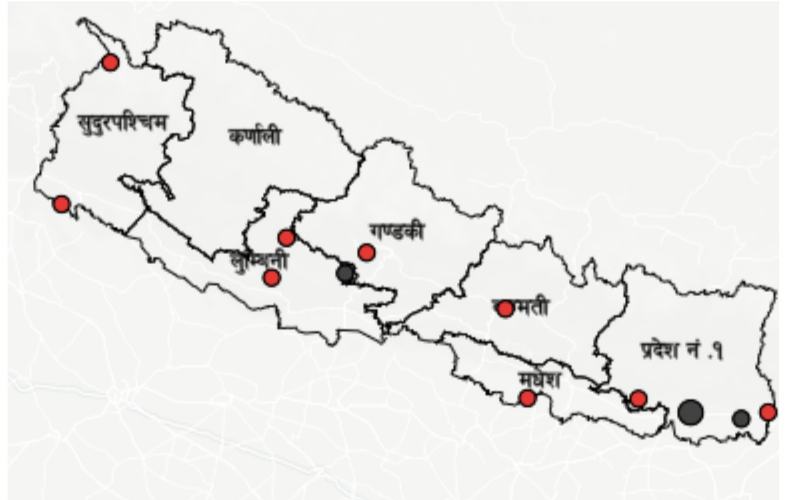 सुदुरपश्चिम
कर्णाली
गण्डकी
लुम्बिनी
प्रदेश नं .१
मधेश